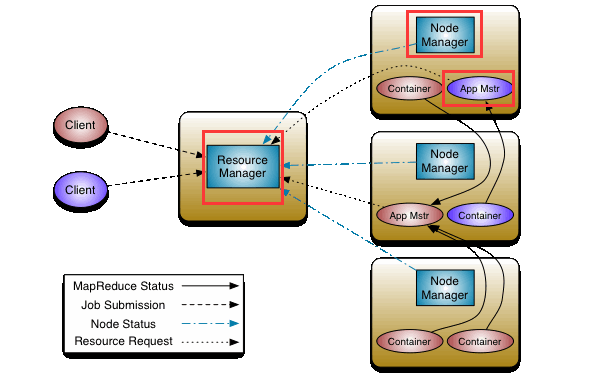 Node
Manager
Container
App Mstr
Client
Resource
Manager
Node
Manager
Client
App Mstr
Container
Node
Manager
MapReduce Status
Job Submission
Node Status
Resource Request
Container
Container